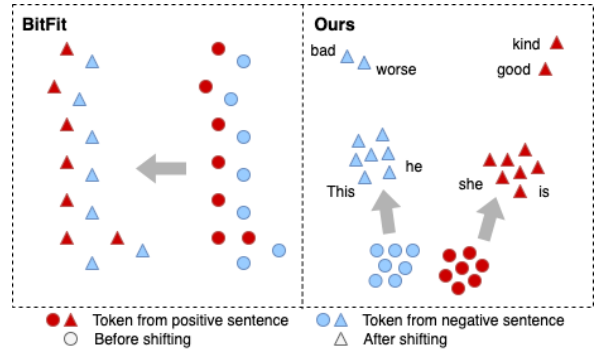 BitFit
Ours
bad
worse
kind
good
he
This
she
is
Token from positive sentence
Token from negative sentence
Before shifting
After shifting